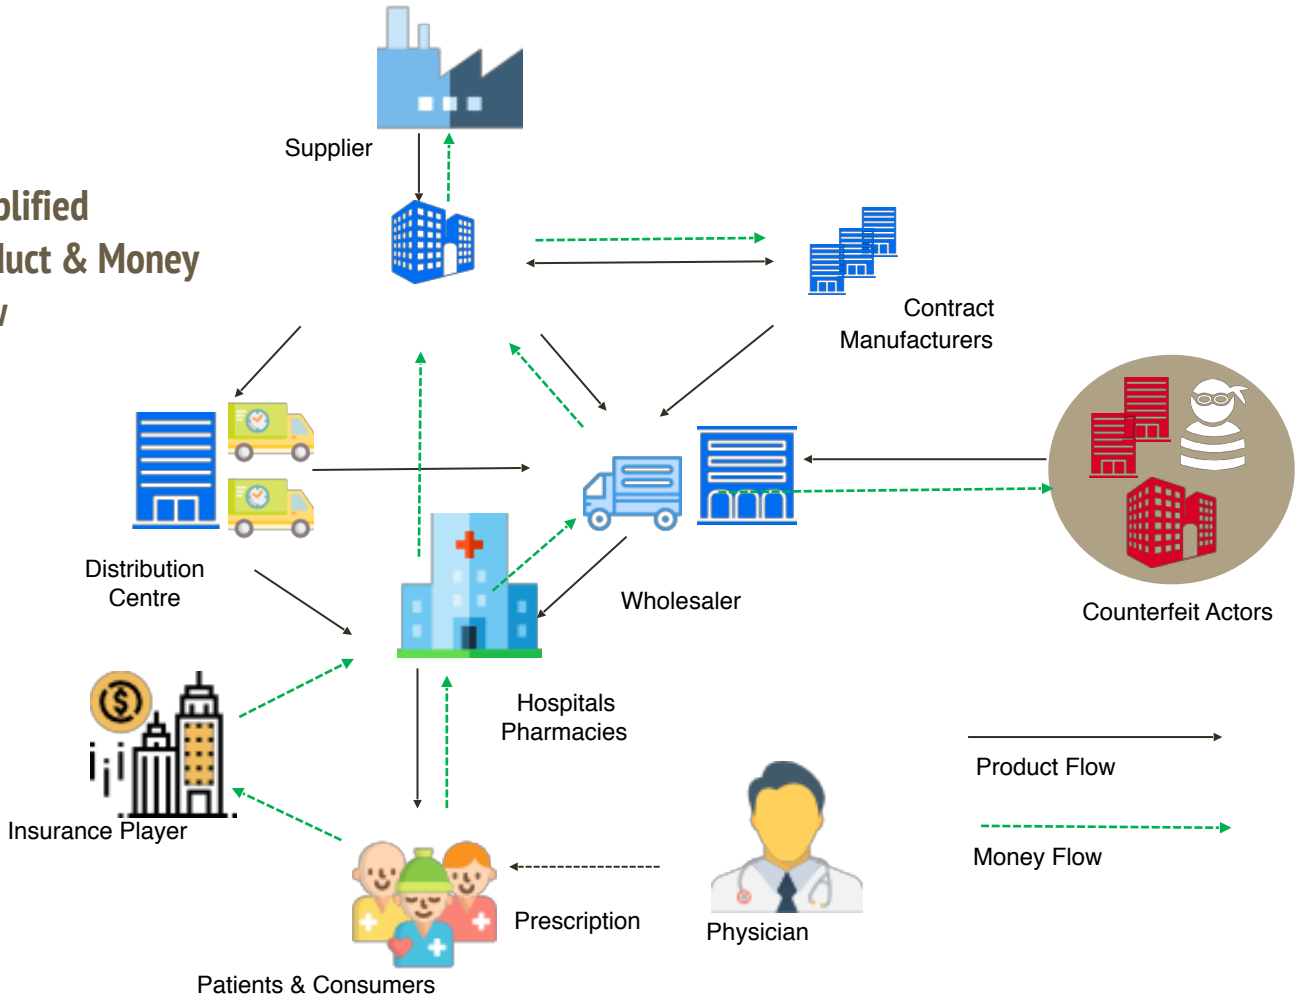 Supplier
plified
duct & Money
Contract
Manufacturers
Distribution
Centre
Wholesaler
Counterfeit Actors
Hospitals
Pharmacies
Product Flow
Insurance Player
Money Flow
Prescription
Physician
Patients & Consumers